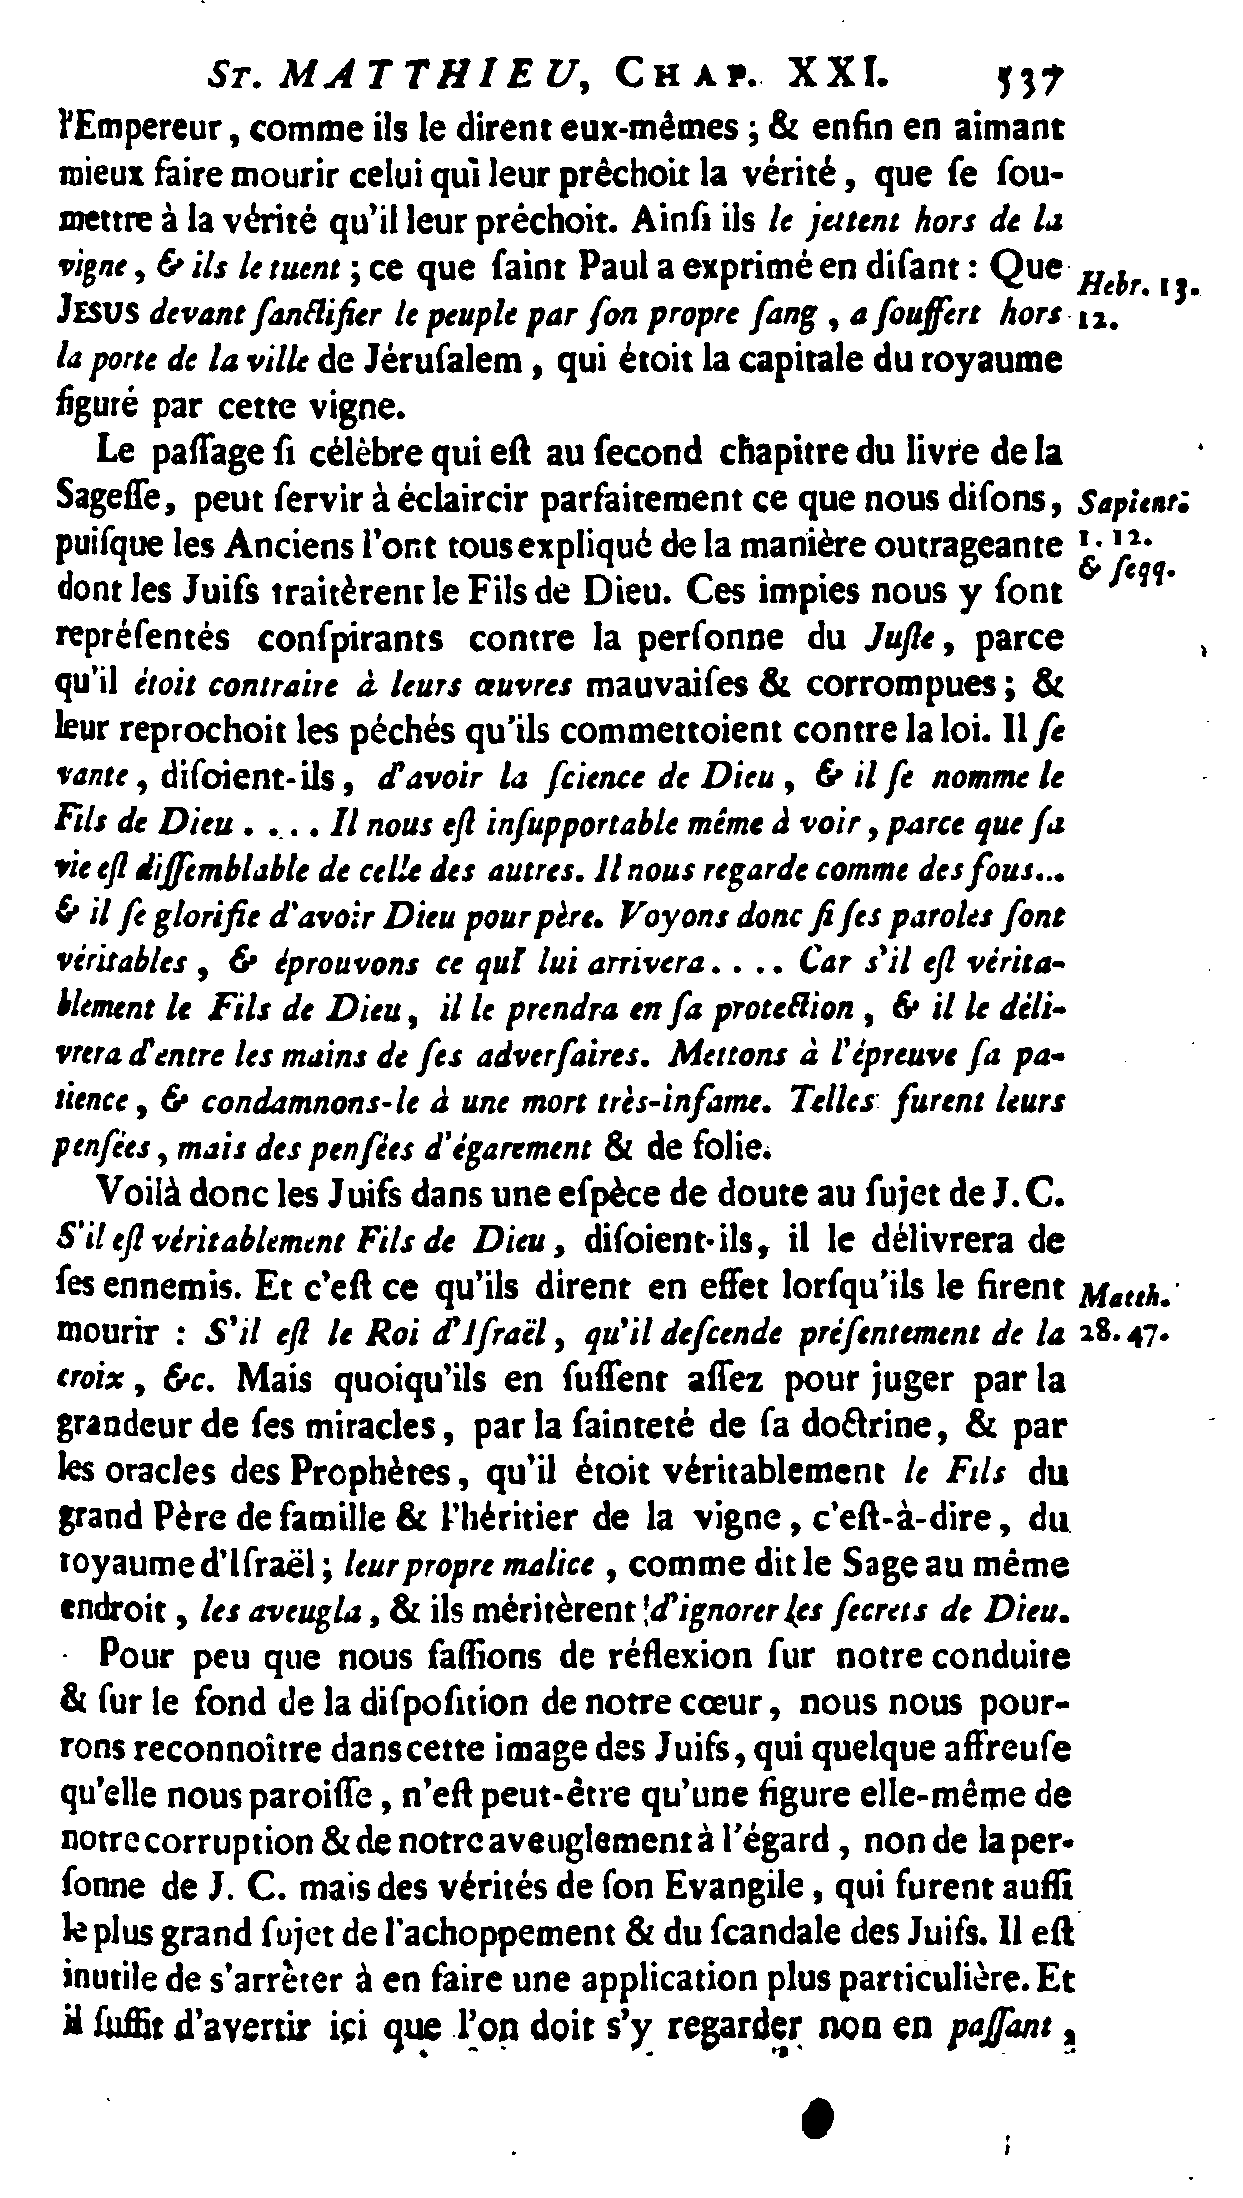 ST. MATTHIEU, CHAP. XXI. 537
l'Empereur, comme ils le dirent eux-mêmes ; & enfin en aimant
mieux faire mourir celui qui leur prêchoit la vérité, que ſe ſou-
mettre à la vérité qu'il leur préchoit. Ainſi ils le jettent hors de la
vigne, & ils le tuent ; ce que ſaint Paul a exprimé en diſant : Que
Hebr. 13.
JESUS devant ſanctifier le peuple par ſon propre ſang, a ſouffert hors
12.
la porte de la ville de Jéruſalem, qui étoit la capitale du royaume
figuré par cette vigne.
Le paſſage ſi célèbre qui eſt au ſecond chapitre du livre de la
Sageſſe, peut ſervir à éclaircir parfaitement ce que nous diſons,
Sapient.
puiſque les Anciens l'ont tous expliqué de la manière outrageante
1. 12.
dont les Juifs traitèrent le Fils de Dieu. Ces impies nous y ſont
& ſeqq.
repréſentés conſpirants contre la perſonne du Juſte, parce
qu'il étoit contraire à leurs œuvres mauvaiſes & corrompues ; &
leur reprochoit les péchés qu'ils commettoient contre la loi. Il ſe
vante, diſoient-ils, d'avoir la ſcience de Dieu, & il ſe nomme le
Fils de Dieu . . . . Il nous eſt inſupportable même à voir, parce que ſa
vie eſt diſſemblable de celle des autres. Il nous regarde comme des fous...
& il ſe glorifie d'avoir Dieu pour père. Voyons donc ſi ſes paroles ſont
véritables, & éprouvons ce qui lui arrivera. . . . Car s'il eſt vérita-
blement le Fils de Dieu, il le prendra en ſa protection, & il le déli-
vrera d'entre les mains de ſes adverſaires. Mettons à l'épreuve ſa pa-
tience, & condamnons-le à une mort très-infame. Telles furent leurs
penſées, mais des penſées d'égarement & de folie.
Voilà donc les Juifs dans une eſpèce de doute au ſujet de J. C.
S'il eſt véritablement Fils de Dieu, diſoient-ils, il le délivrera de
ſes ennemis. Et c'eſt ce qu'ils dirent en effet lorſqu'ils le firent
Matth.
mourir : S'il eſt le Roi d'Iſraël, qu'il deſcende préſentement de la
28. 47.
croix, &c. Mais quoiqu'ils en fuſſent aſſez pour juger par la
grandeur de ſes miracles, par la ſainteté de ſa doctrine, & par
les oracles des Prophètes, qu'il étoit véritablement le Fils du
grand Père de famille & l'héritier de la vigne, c'eſt-à-dire, du
royaume d'Iſraël ; leur propre malice, comme dit le Sage au même
endroit, les aveugla, & ils méritèrent d'ignorer les ſecrets de Dieu.
Pour peu que nous faſſions de réflexion ſur notre conduite
& ſur le fond de la diſpoſition de notre cœur, nous nous pour-
rons reconnoître dans cette image des Juifs, qui quelque affreuſe
qu'elle nous paroiſſe, n'eſt peut-être qu'une figure elle-même de
notre corruption & de notre aveuglement à l'égard, non de la per-
ſonne de J. C. mais des vérités de ſon Evangile, qui furent auſſi
le plus grand ſujet de l'achoppement & du ſcandale des Juifs. Il eſt
inutile de s'arrêter à en faire une application plus particulière. Et
il ſuffit d'avertir içi que l'on doit s'y regarder non en paſſant,